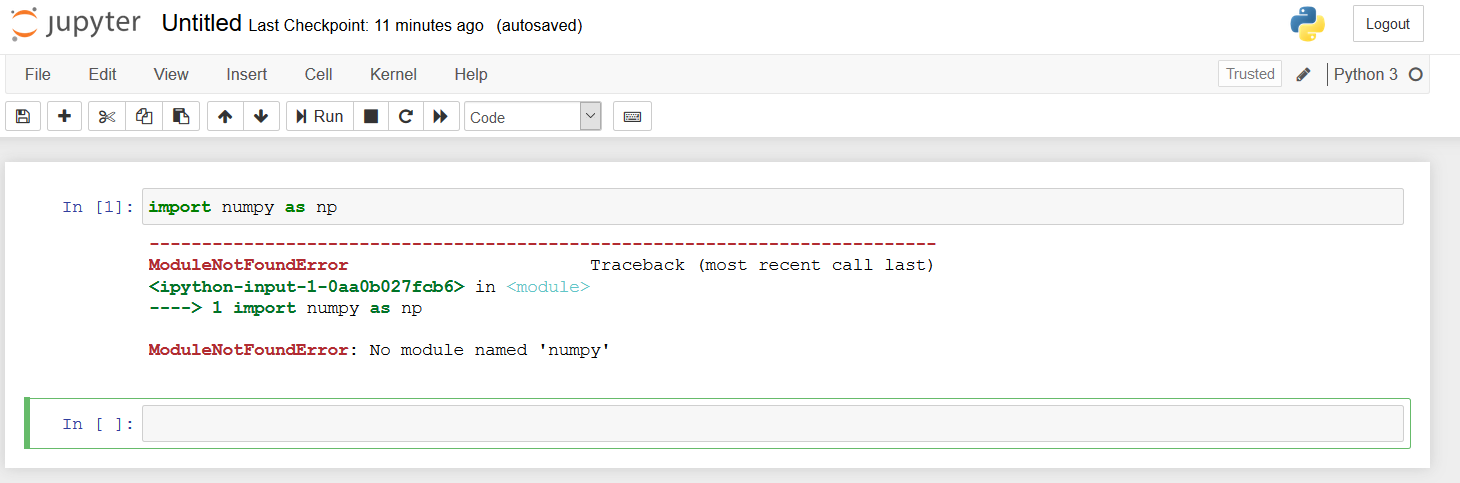 jupyter Untitled Last Checkpoint: 11 minutes ago (autosaved) Logout
File Edit View Insert Cell Kernel Help Trusted Python 3
Run Code
In [1]: import numpy as np
---------------------------------------------------------------------------
ModuleNotFoundError Traceback (most recent call last)
<ipython-input-1-0aa0b027fcb6> in <module>
----> 1 import numpy as np
ModuleNotFoundError: No module named 'numpy'
In [ ]: